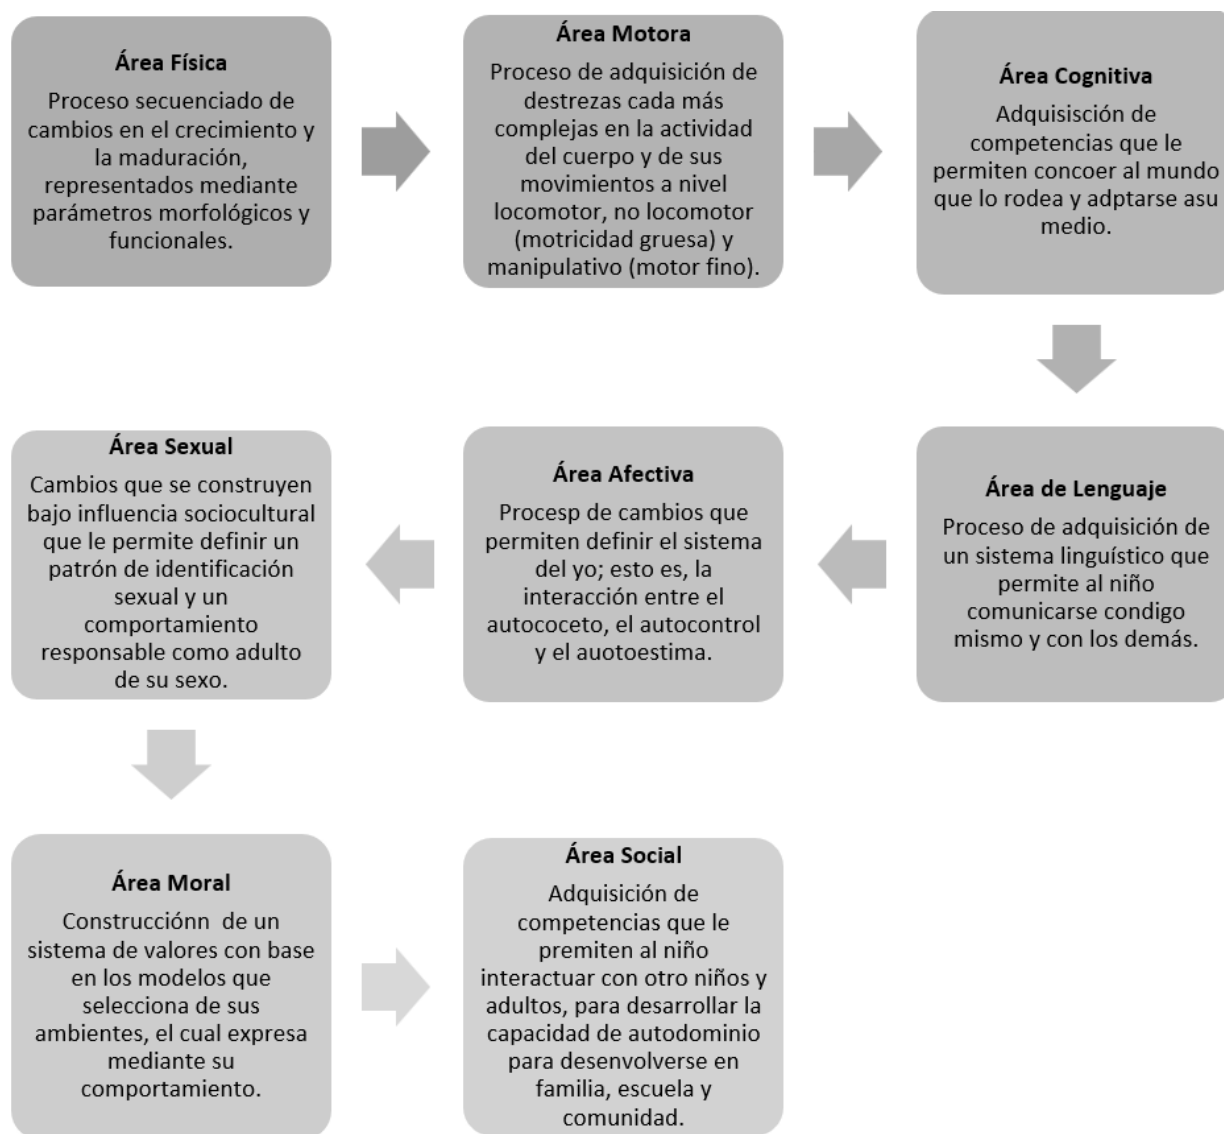 Área Física
Proceso secuenciado de
cambios en el crecimiento y
la maduración,
representados mediante
parámetros morfológicos y
funcionales.
Área Motora
Proceso de adquisición de
destrezas cada más
complejas en la actividad
del cuerpo y de sus
movimientos a nivel
locomotor, no locomotor
(motricidad gruesa) y
manipulativo (motor fino).
Área Cognitiva
Adquisisción de
competencias que le
permiten concoer al mundo
que lo rodea y adptarse asu
medio.
Área de Lenguaje
Proceso de adquisición de
un sistema linguístico que
permite al niño
comunicarse condigo
mismo y con los demás.
Área Afectiva
Procesp de cambios que
permiten definir el sistema
del yo; esto es, la
interacción entre el
autococeto, el autocontrol
y el auotoestima.
Área Sexual
Cambios que se construyen
bajo influencia sociocultural
que le permite definir un
patrón de identificación
sexual y un
comportamiento
responsable como adulto
de su sexo.
Área Moral
Construcciónn  de un
sistema de valores con base
en los modelos que
selecciona de sus
ambientes, el cual expresa
mediante su
comportamiento.
Área Social
Adquisición de
competencias que le
premiten al niño
interactuar con otro niños y
adultos, para desarrollar la
capacidad de autodominio
para desenvolverse en
familia, escuela y
comunidad.